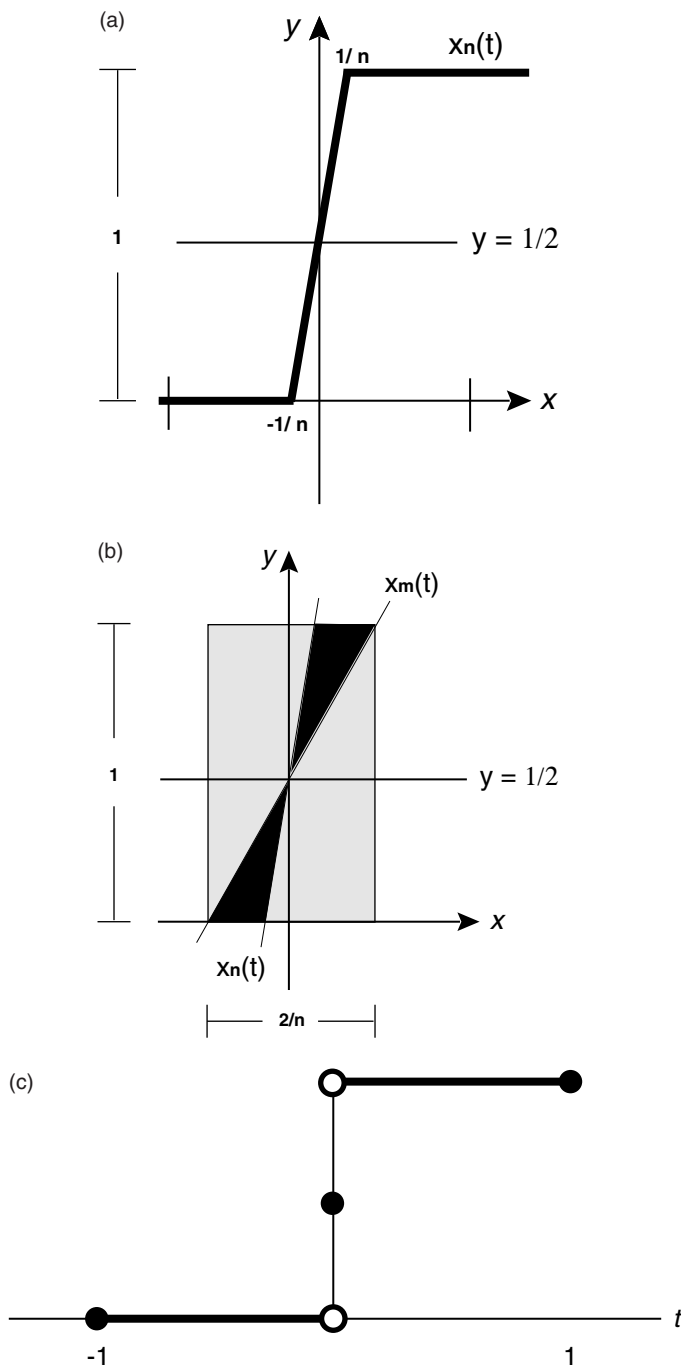 (a)
y
1/ n
xn(t)
1
y = 1/2
-1/ n
x
(b)
y
xm(t)
1
y = 1/2
x
xn(t)
2/n
(c)
t
-1
1